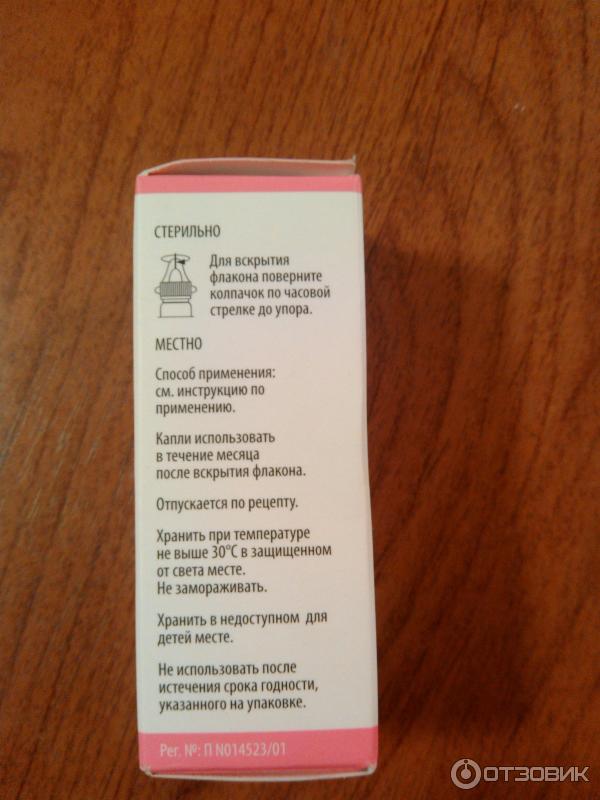 СТЕРИЛЬНО
Для вскрытия
флакона поверните
колпачок по часовой
стрелке до упора.
МЕСТНО
Способ применения:
см. инструкцию по
применению.
Капли использовать
в течение месяца
после вскрытия флакона.
Отпускается по рецепту.
Хранить при температуре
не выше 30°C в защищенном
от света месте.
Не замораживать.
Хранить в недоступном для
детей месте.
Не использовать после
истечения срока годности,
указанного на упаковке.
Рег. №: П N014523/01
ОТЗОВИК